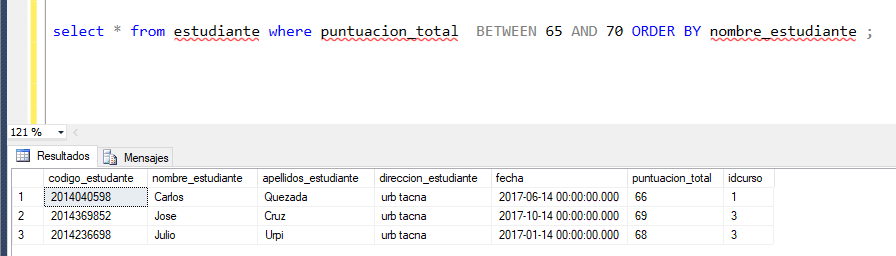 select * from estudiante where puntuacion_total BETWEEN 65 AND 70 ORDER BY nombre_estudiante ;
121 %
Resultados Mensajes
codigo_estudante nombre_estudiante apellidos_estudiante direccion_estudiante fecha puntuacion_total idcurso
1 2014040598 Carlos Quezada urb tacna 2017-06-14 00:00:00.000 66 1
2 2014369852 Jose Cruz urb tacna 2017-10-14 00:00:00.000 69 3
3 2014236698 Julio Urpi urb tacna 2017-01-14 00:00:00.000 68 3